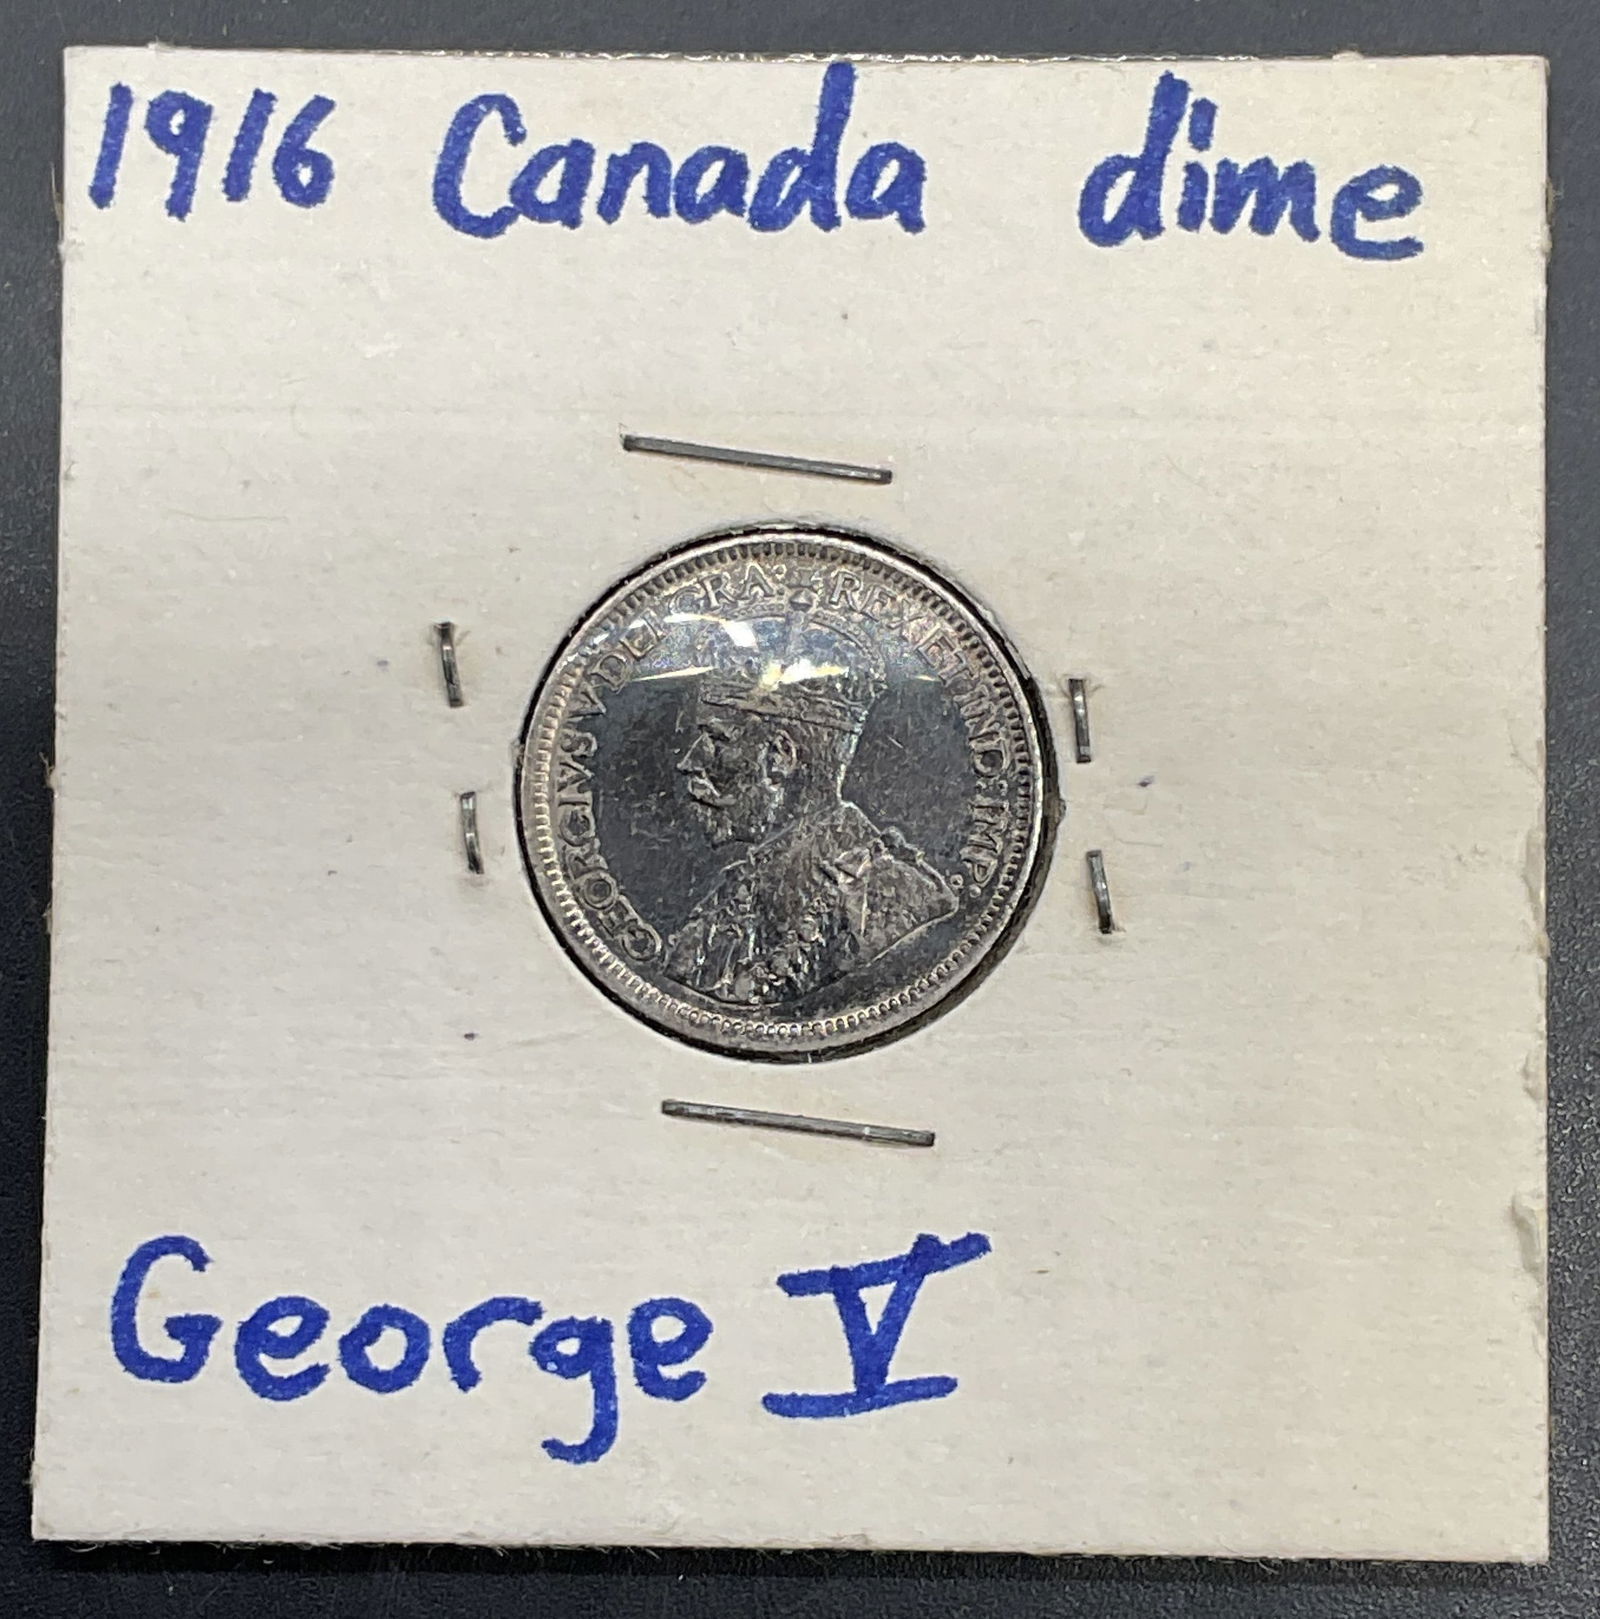 1916 Canada dime
GEORGIVS V DEI GRA: REX ET IND: IMP:
George V